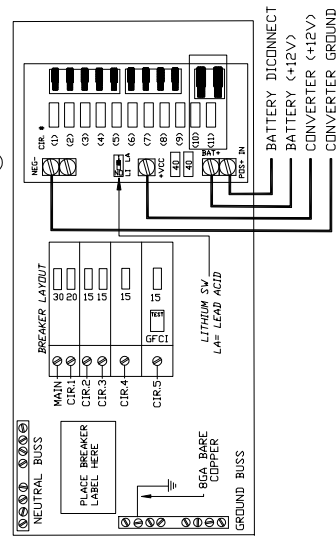 NEUTRAL BUSS
PLACE BREAKER
LABEL HERE
8GA BARE
COPPER
GROUND BUSS
BREAKER LAYOUT
MAIN 30
CIR.1 20
CIR.2 15
CIR.3 15
CIR.4 15
CIR.5 15
TEST
GFCI
LITHIUM SW
LA= LEAD ACID
NEG-
CIR. #
(1)
(2)
(3)
(4)
(5)
(6)
(7)
(8)
(9)
(10)
(11)
LI LA
+VCC
40
40
BAT+
POS+ IN
BATTERY DICONNECT
BATTERY (+12V)
CONVERTER (+12V)
CONVERTER GROUND